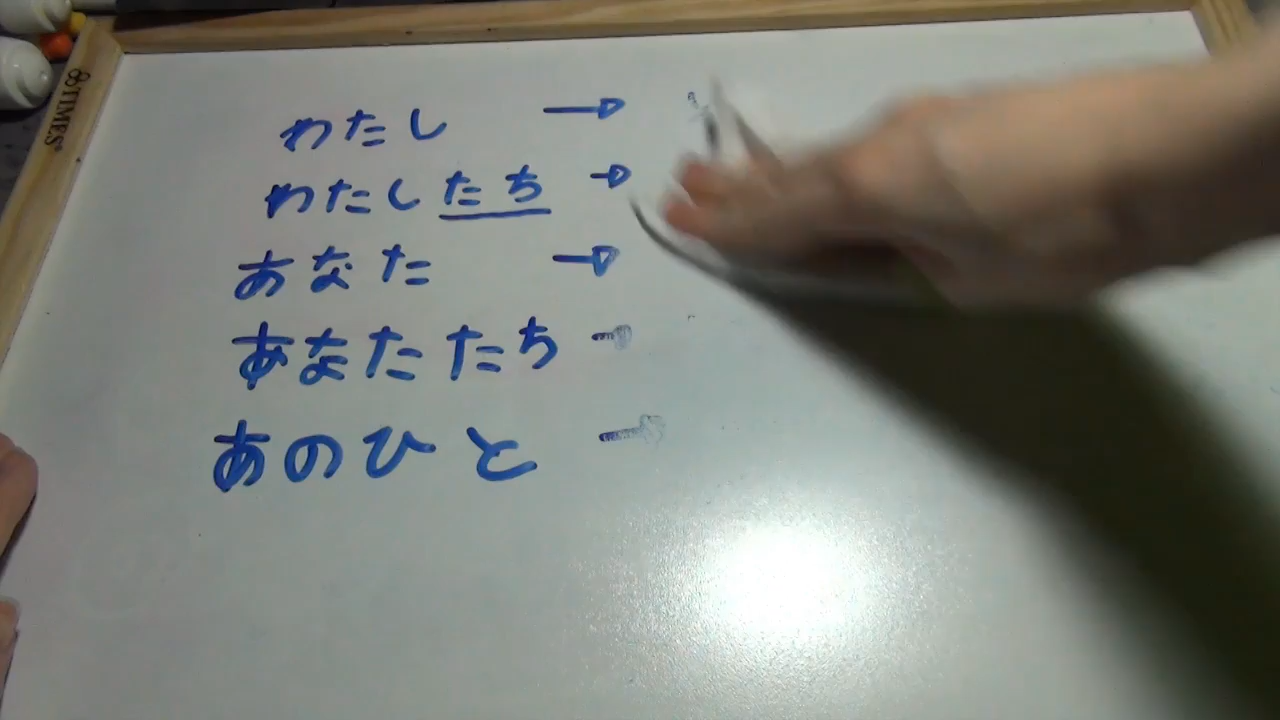 TIMES
わたし →
わたしたち →
あなた →
あなたたち →
あのひと →